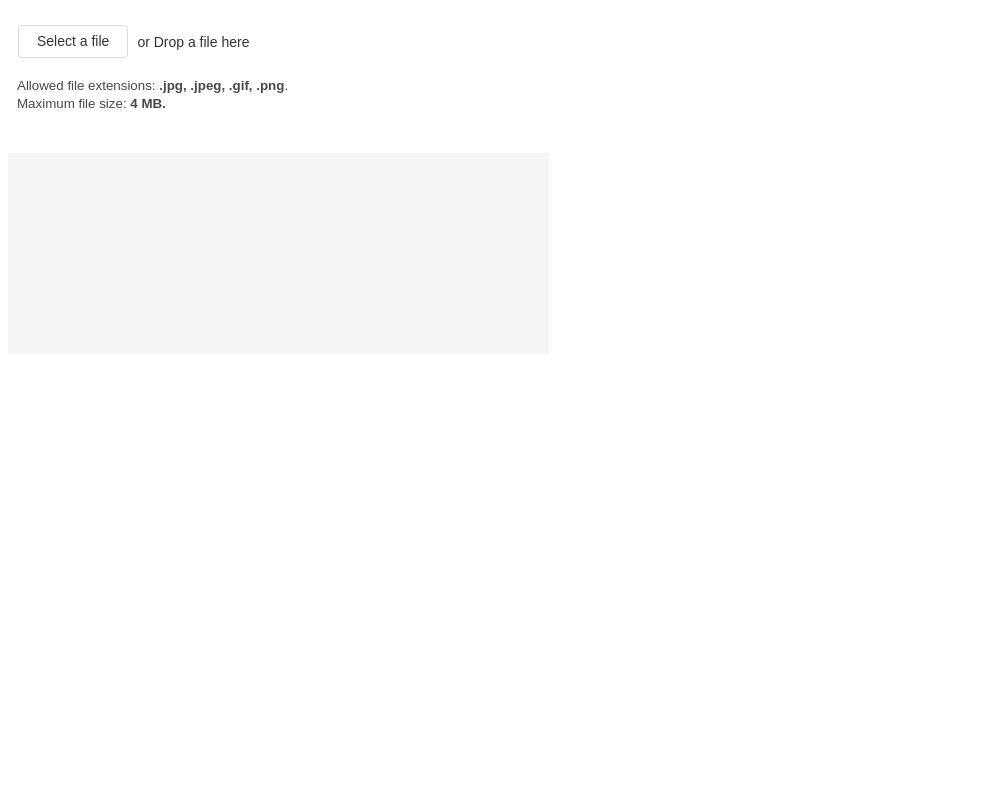 Select a file or Drop a file here
Allowed file extensions: .jpg, .jpeg, .gif, .png.
Maximum file size: 4 MB.